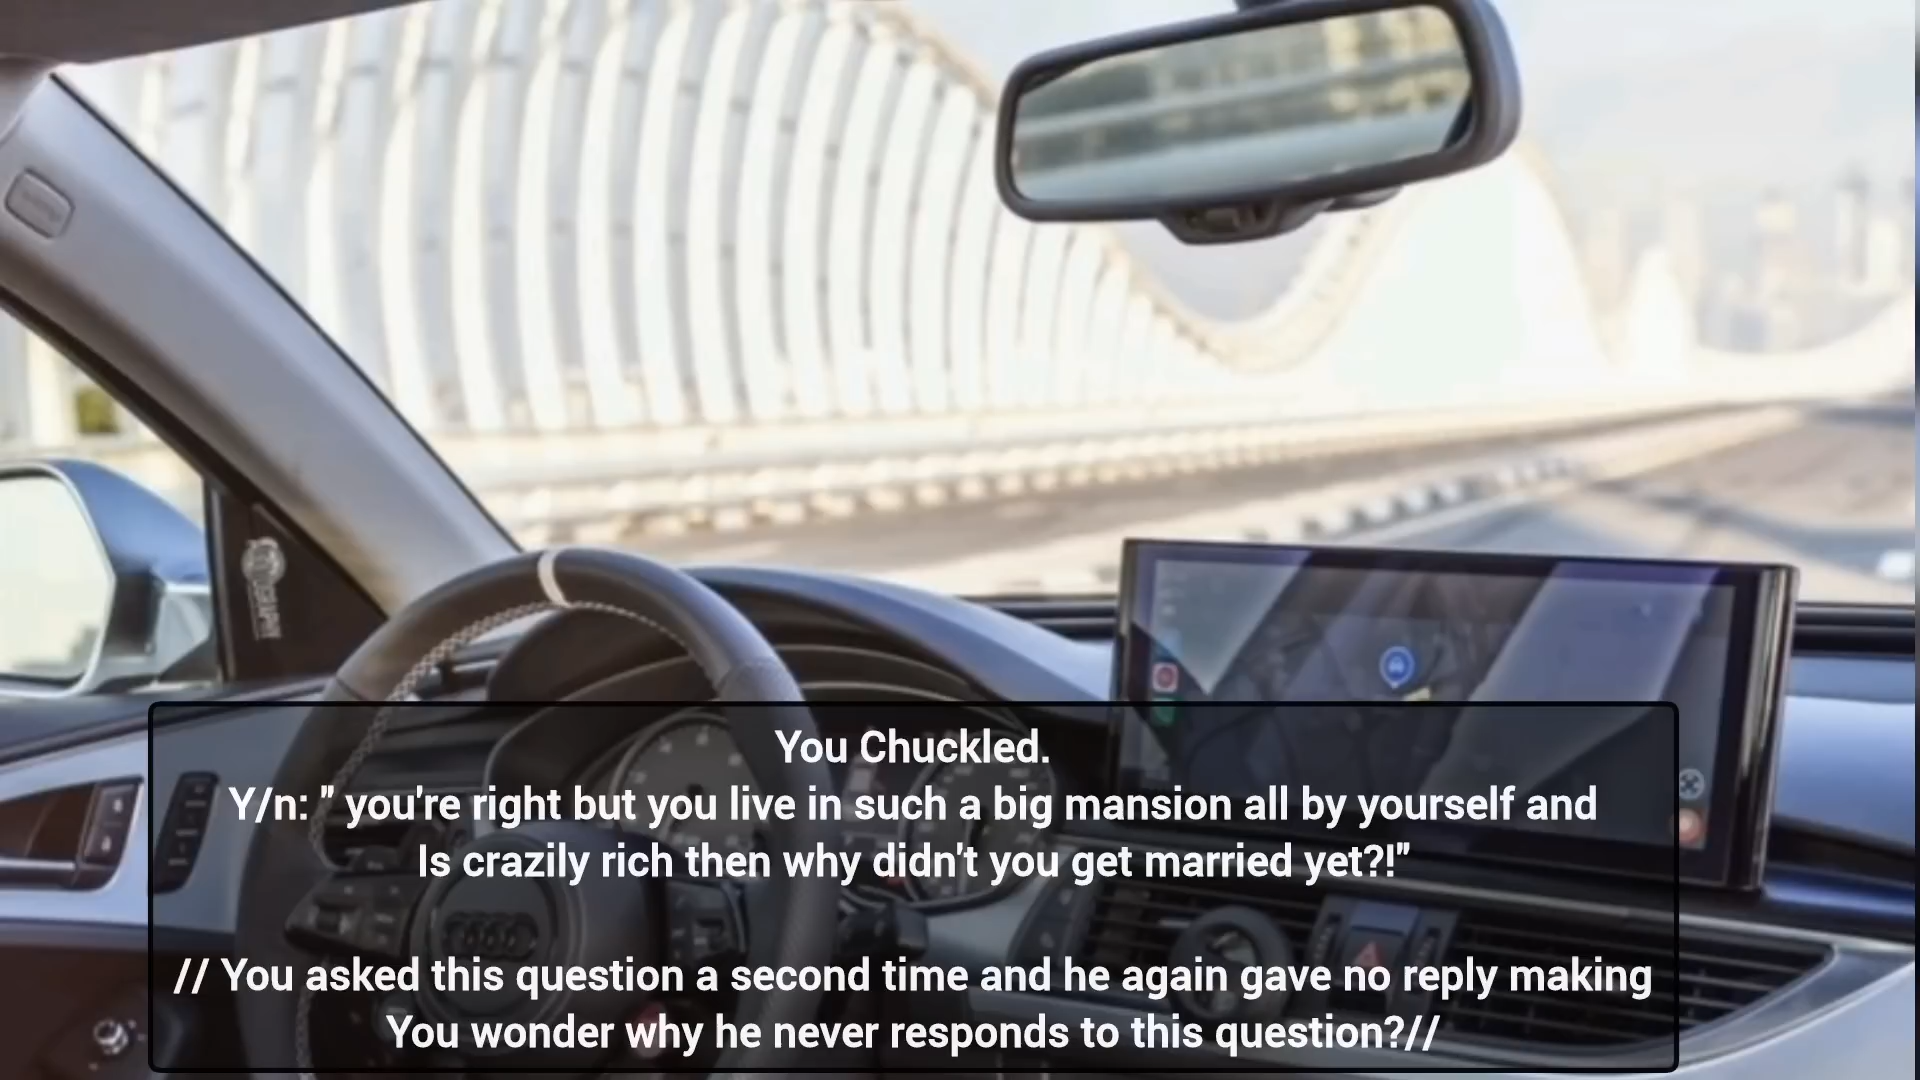 You Chuckled.
Y/n: " you're right but you live in such a big mansion all by yourself and
Is crazily rich then why didn't you get married yet?!"
// You asked this question a second time and he again gave no reply making
You wonder why he never responds to this question?//